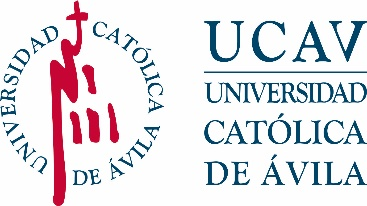 UNIVERSIDAD CATÓLICA DE ÁVILA
UCAV
UNIVERSIDAD
CATÓLICA
DE ÁVILA